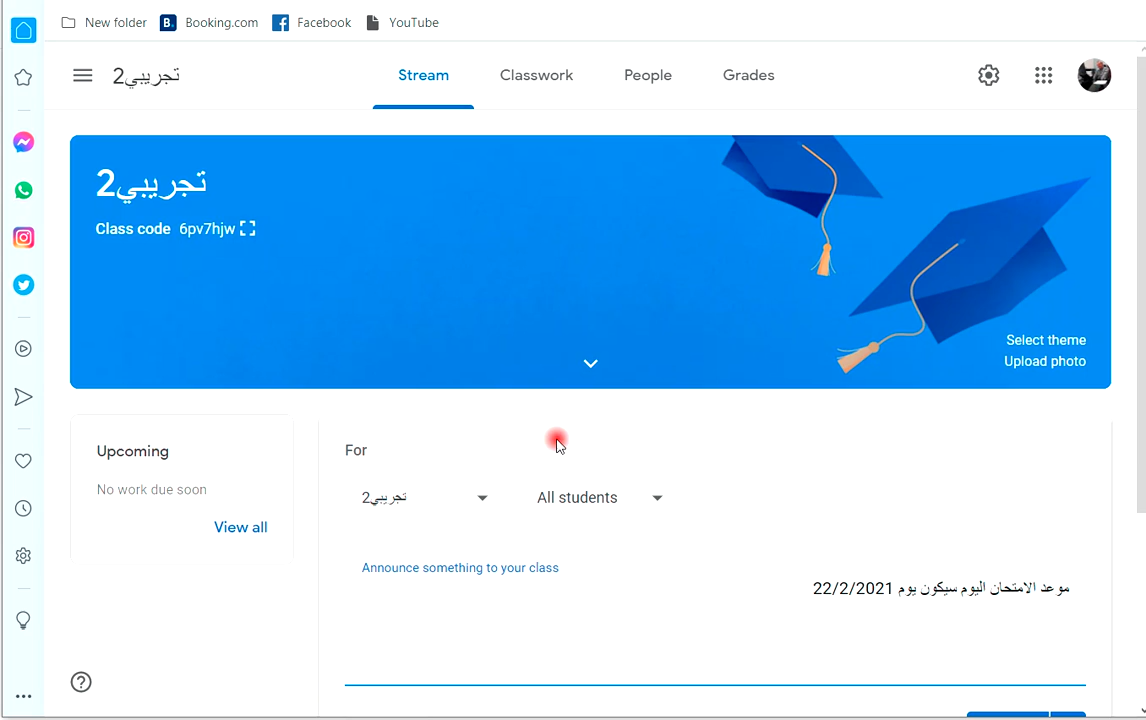 New folder
B. Booking.com
Facebook
YouTube
تجريبي2
Stream
Classwork
People
Grades
تجريبي2
Class code 6pv7hjw
Select theme
Upload photo
Upcoming
No work due soon
View all
For
تجريبي2
All students
Announce something to your class
موعد الامتحان اليوم سيكون يوم 22/2/2021